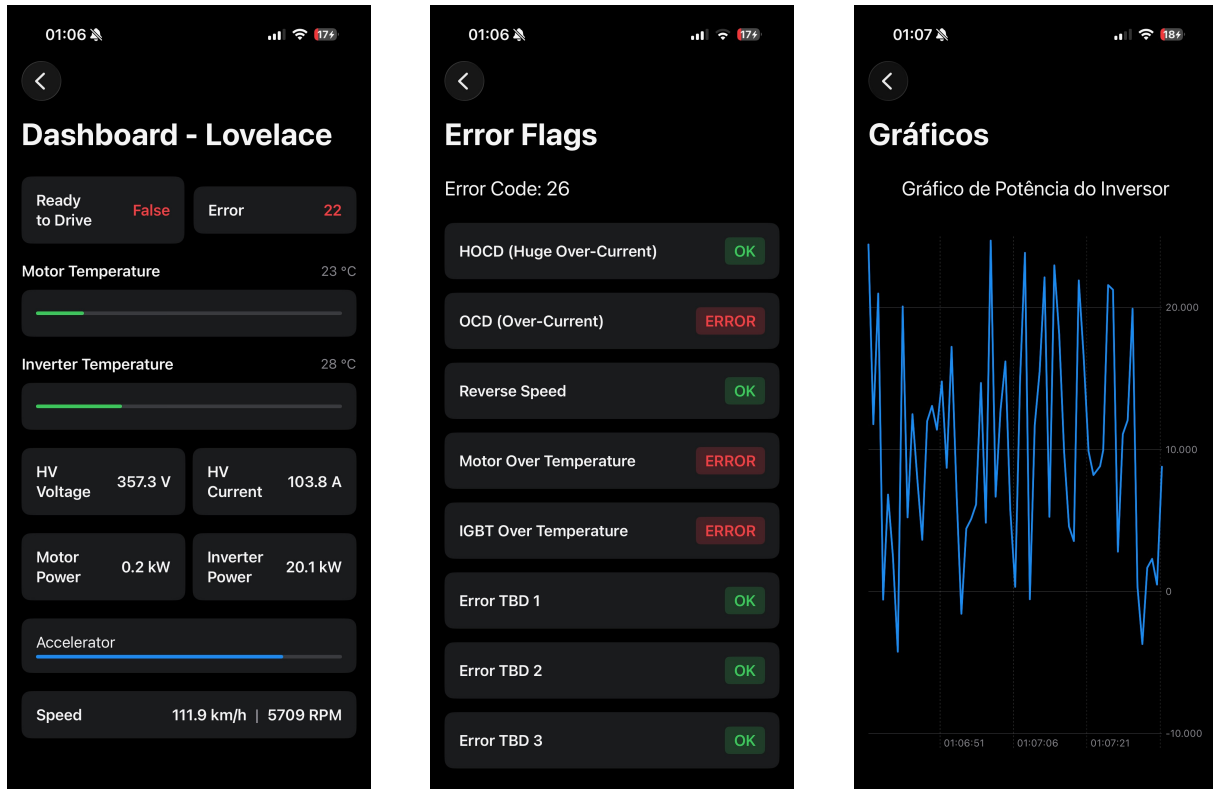 01:06
17
Dashboard - Lovelace
Ready
to Drive
False
Error
22
Motor Temperature
23 °C
Inverter Temperature
28 °C
HV
Voltage
357.3 V
HV
Current
103.8 A
Motor
Power
0.2 kW
Inverter
Power
20.1 kW
Accelerator
Speed
111.9 km/h | 5709 RPM
01:06
17
Error Flags
Error Code: 26
HOCD (Huge Over-Current)
OK
OCD (Over-Current)
ERROR
Reverse Speed
OK
Motor Over Temperature
ERROR
IGBT Over Temperature
ERROR
Error TBD 1
OK
Error TBD 2
OK
Error TBD 3
OK
01:07
18
Gráficos
Gráfico de Potência do Inversor
20.000
10.000
0
-10.000
01:06:51
01:07:06
01:07:21